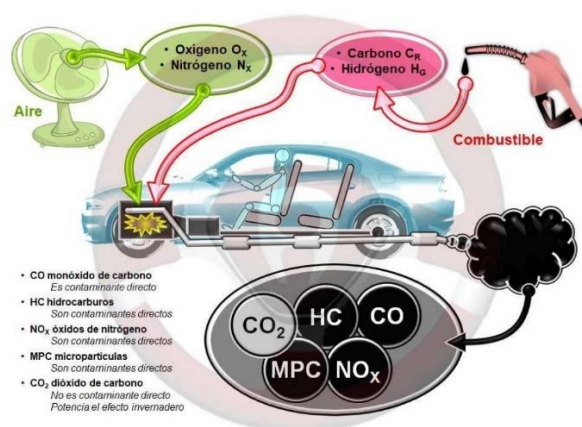 • Oxigeno Oₓ
• Nitrógeno Nₓ
• Carbono C_R
• Hidrógeno H_G
Aire
Combustible
• CO monóxido de carbono
Es contaminante directo
• HC hidrocarburos
Son contaminantes directos
• NOₓ óxidos de nitrógeno
Son contaminantes directos
• MPC microparticulas
Son contaminantes directos
• CO₂ dióxido de carbono
No es contaminante directo
Potencia el efecto invernadero
CO₂
HC
CO
MPC
NOₓ